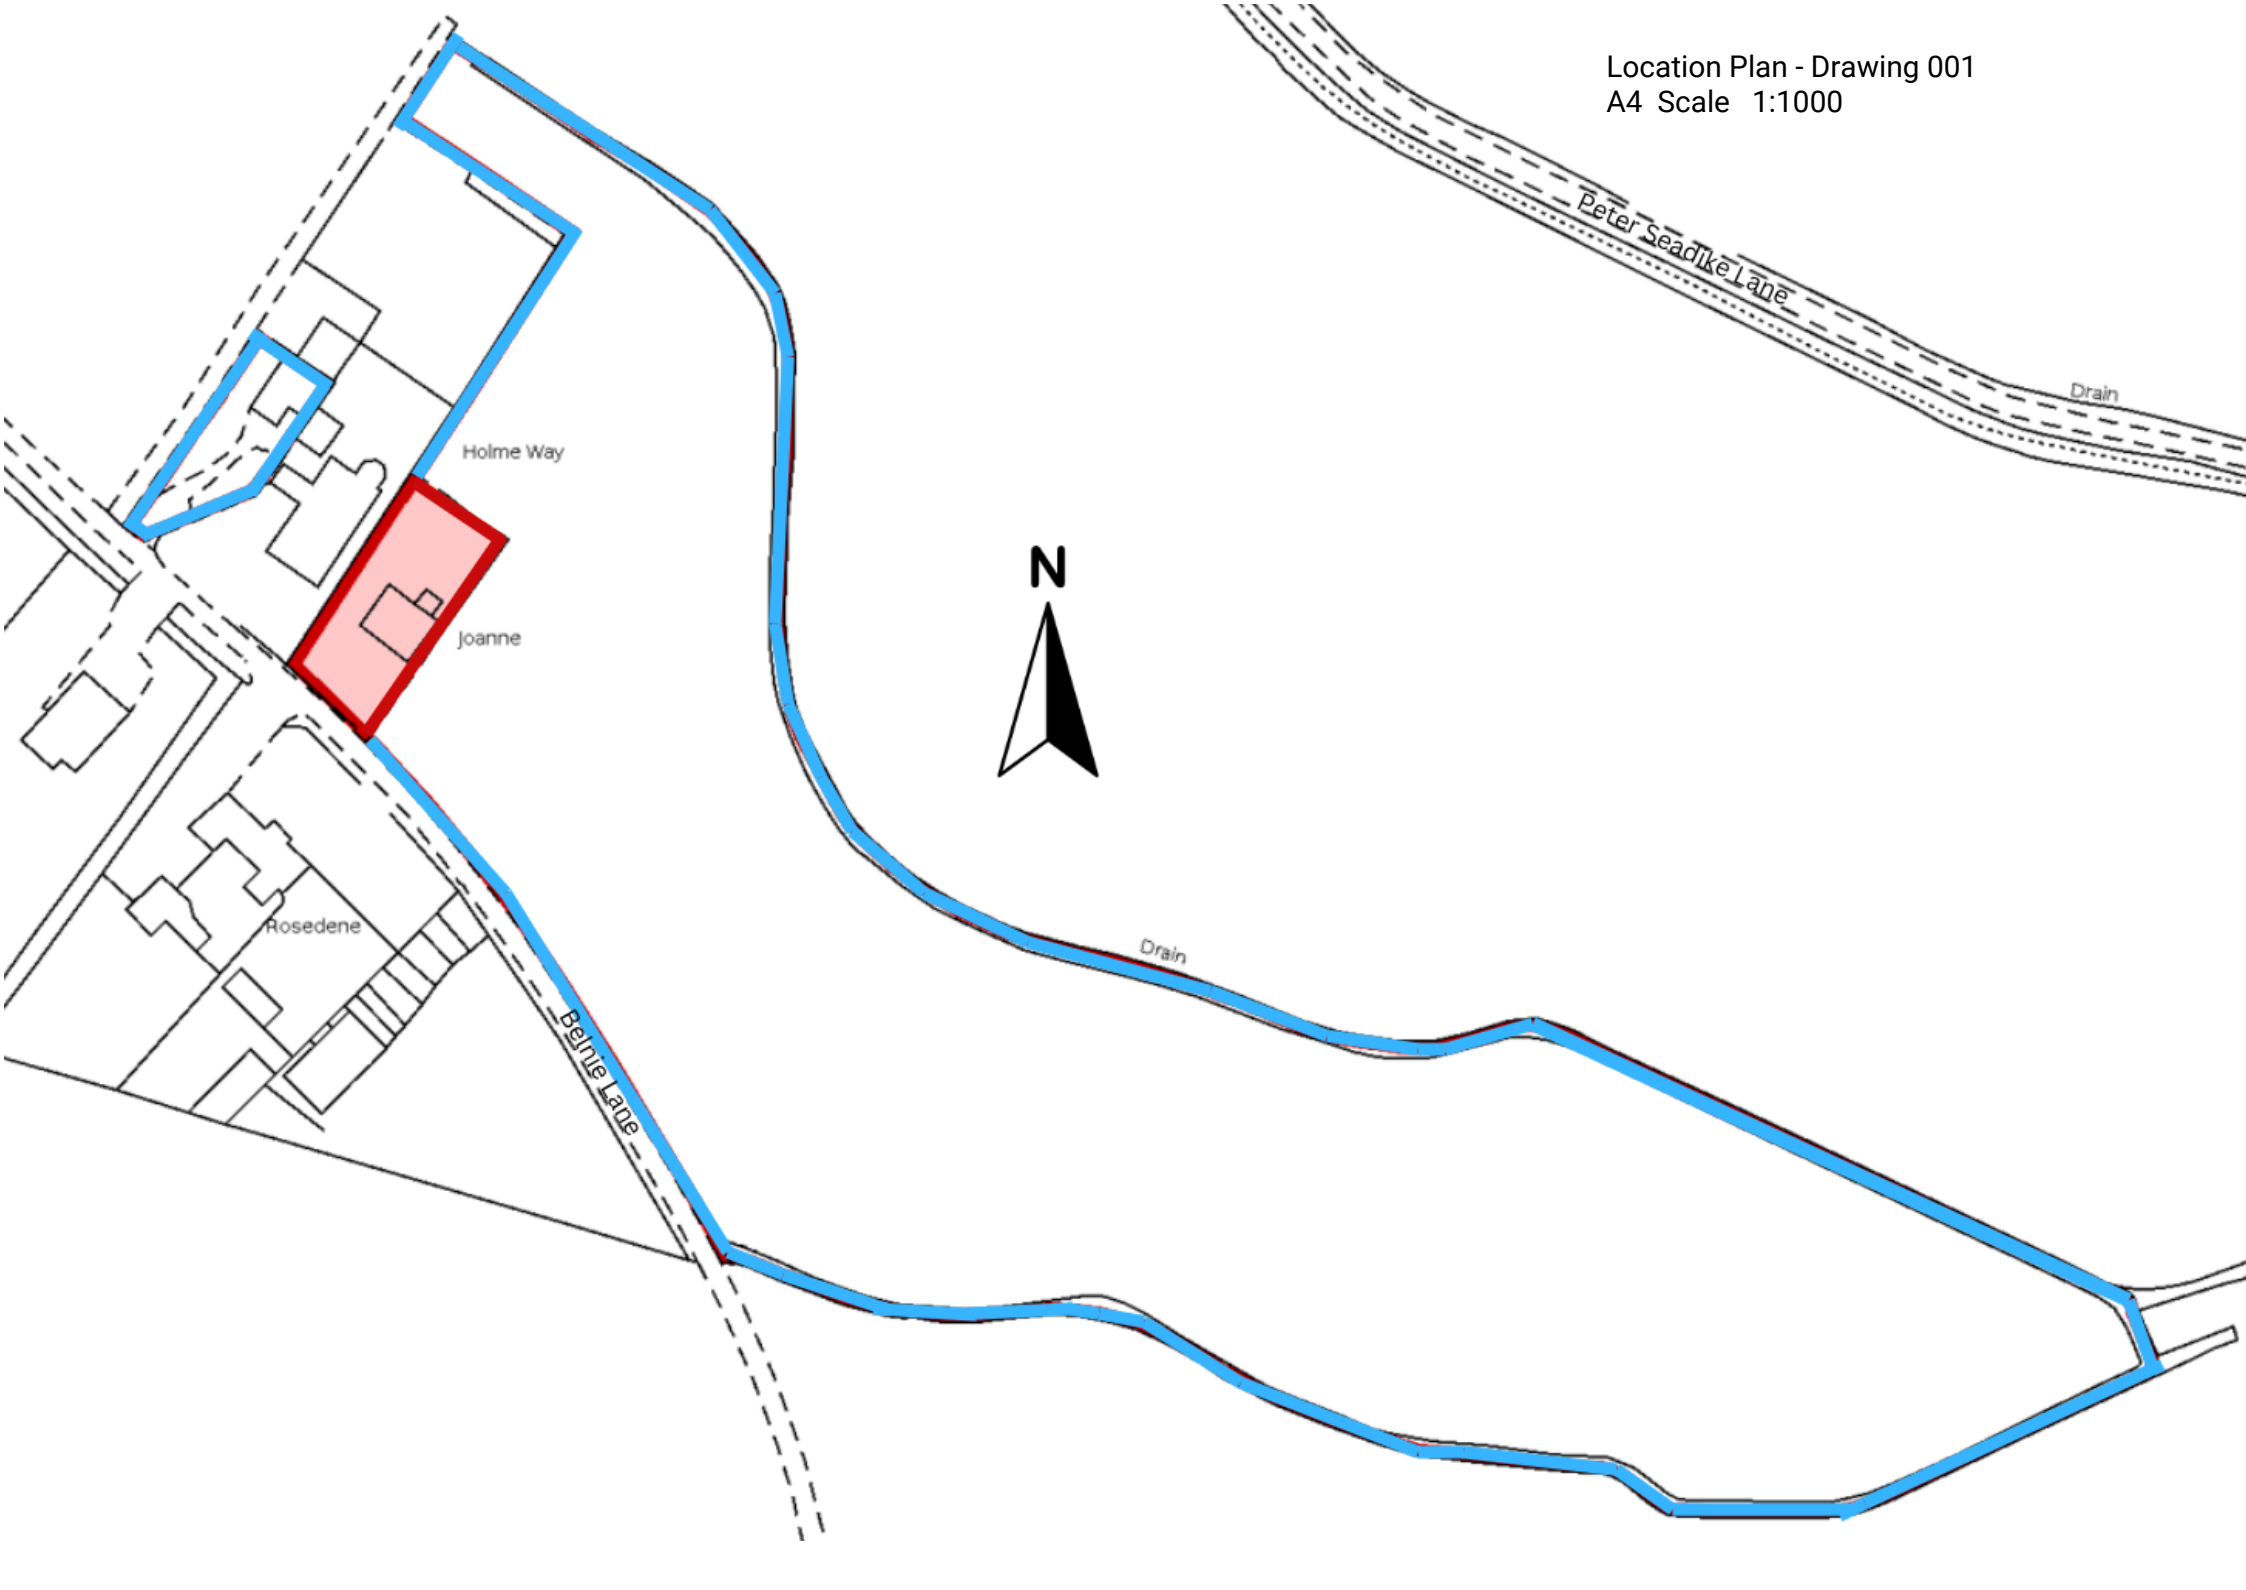 Location Plan - Drawing 001
A4 Scale 1:1000
Peter Seadike Lane
Drain
Holme Way
N
Joanne
Rosedene
Drain
Belnie Lane